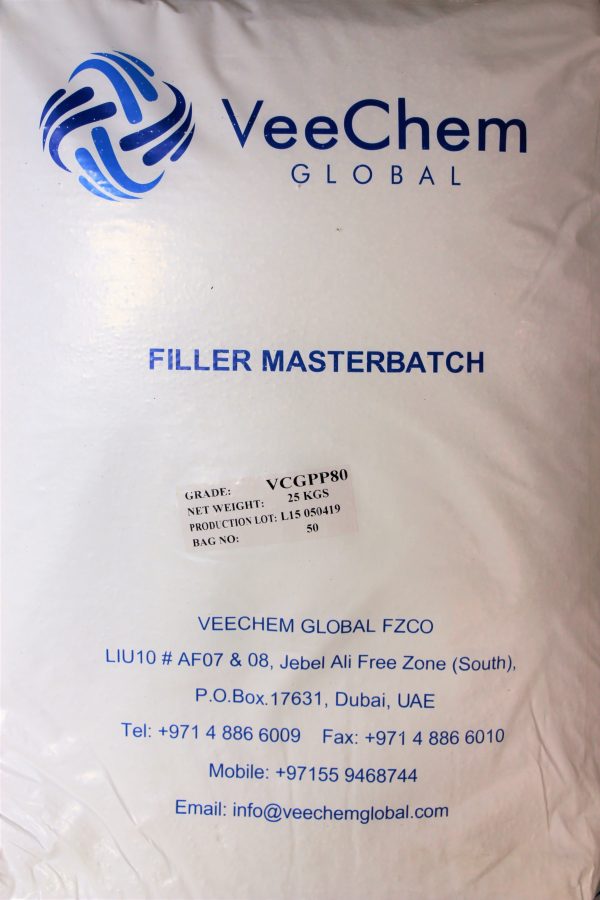 VeeChem
GLOBAL
FILLER MASTERBATCH
GRADE: VCGPP80
NET WEIGHT: 25 KGS
PRODUCTION LOT: L15 050419
BAG NO: 50
VEECHEM GLOBAL FZCO
LIU10 # AF07 & 08, Jebel Ali Free Zone (South),
P.O.Box.17631, Dubai, UAE
Tel: +971 4 886 6009 Fax: +971 4 886 6010
Mobile: +97155 9468744
Email: info@veechemglobal.com